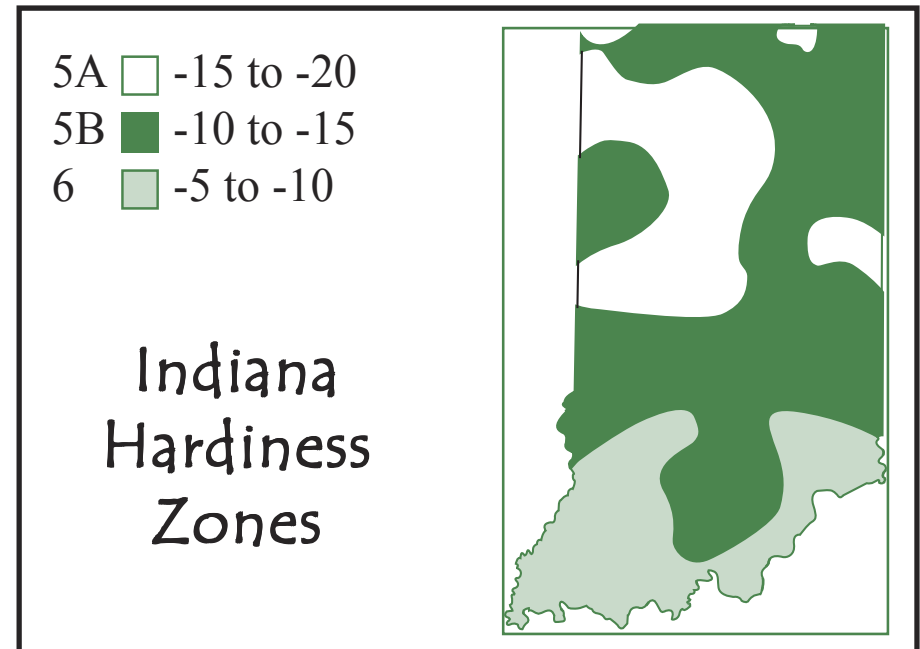 5A -15 to -20
5B -10 to -15
6 -5 to -10
Indiana
Hardiness
Zones